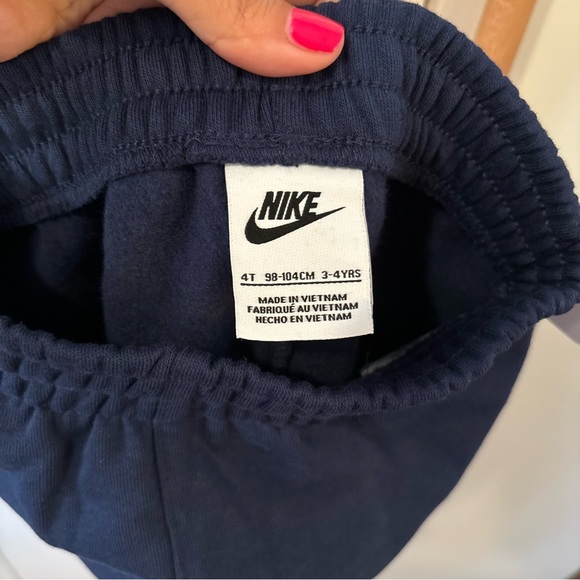 NIKE
4T 98-104CM 3-4YRS
MADE IN VIETNAM
FABRIQUÉ AU VIETNAM
HECHO EN VIETNAM